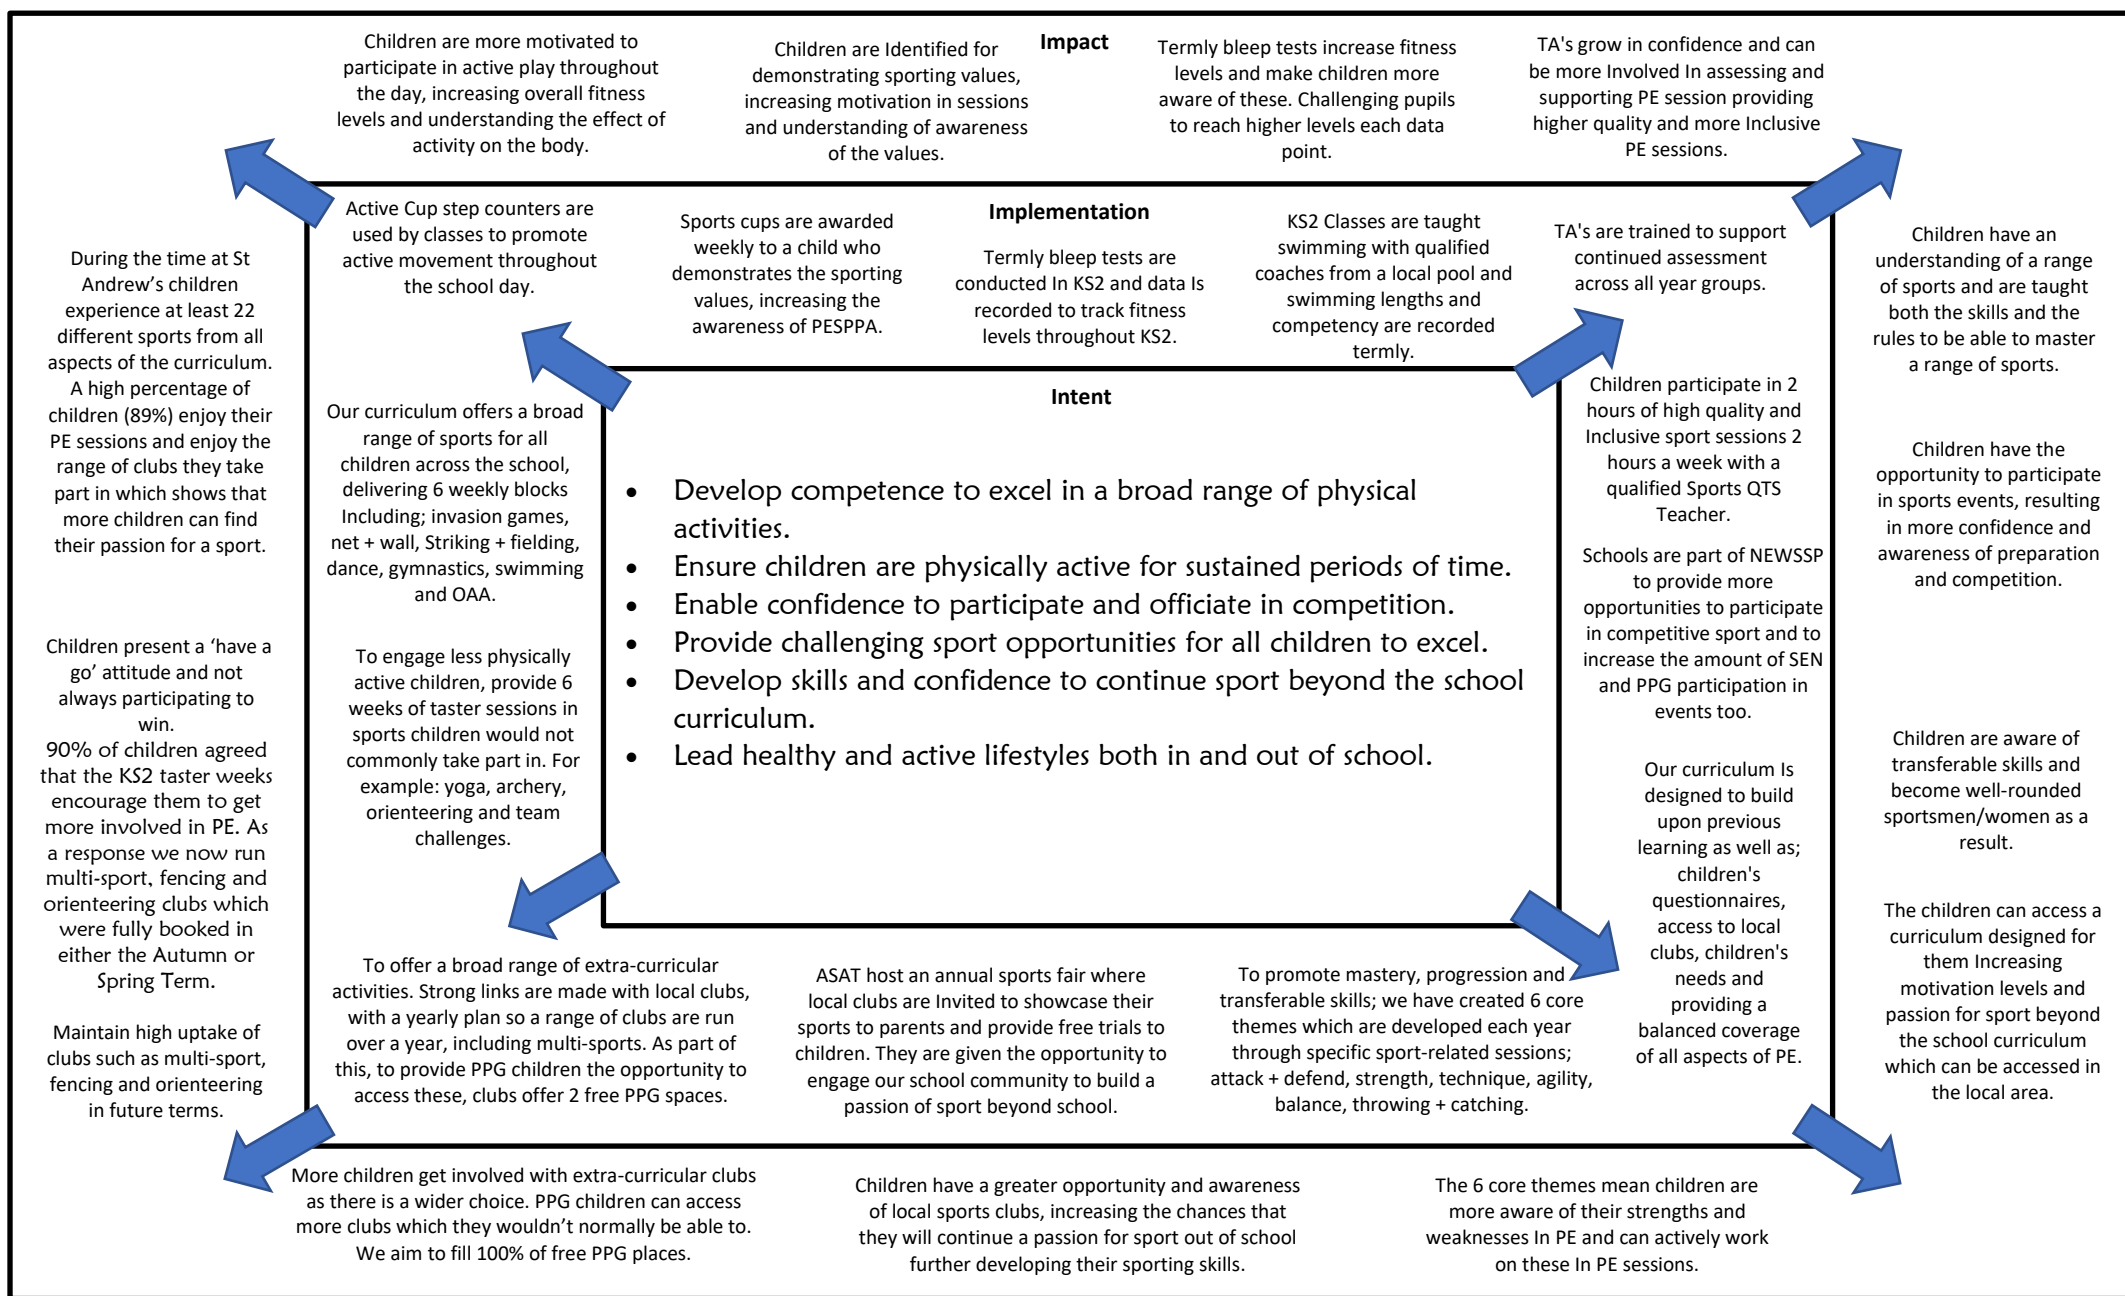 Impact
Children are more motivated to
participate in active play throughout
the day, increasing overall fitness
levels and understanding the effect of
activity on the body.
Children are Identified for
demonstrating sporting values,
increasing motivation in sessions
and understanding of awareness
of the values.
Termly bleep tests increase fitness
levels and make children more
aware of these. Challenging pupils
to reach higher levels each data
point.
TA's grow in confidence and can
be more Involved In assessing and
supporting PE session providing
higher quality and more Inclusive
PE sessions.
During the time at St
Andrew’s children
experience at least 22
different sports from all
aspects of the curriculum.
A high percentage of
children (89%) enjoy their
PE sessions and enjoy the
range of clubs they take
part in which shows that
more children can find
their passion for a sport.
Children present a ‘have a
go’ attitude and not
always participating to
win.
90% of children agreed
that the KS2 taster weeks
encourage them to get
more involved in PE. As
a response we now run
multi-sport, fencing and
orienteering clubs which
were fully booked in
either the Autumn or
Spring Term.
Maintain high uptake of
clubs such as multi-sport,
fencing and orienteering
in future terms.
Implementation
Active Cup step counters are
used by classes to promote
active movement throughout
the school day.
Sports cups are awarded
weekly to a child who
demonstrates the sporting
values, increasing the
awareness of PESPPA.
Termly bleep tests are
conducted In KS2 and data Is
recorded to track fitness
levels throughout KS2.
KS2 Classes are taught
swimming with qualified
coaches from a local pool and
swimming lengths and
competency are recorded
termly.
TA's are trained to support
continued assessment
across all year groups.
Our curriculum offers a broad
range of sports for all
children across the school,
delivering 6 weekly blocks
Including; invasion games,
net + wall, Striking + fielding,
dance, gymnastics, swimming
and OAA.
To engage less physically
active children, provide 6
weeks of taster sessions in
sports children would not
commonly take part in. For
example: yoga, archery,
orienteering and team
challenges.
Intent
• Develop competence to excel in a broad range of physical
activities.
• Ensure children are physically active for sustained periods of time.
• Enable confidence to participate and officiate in competition.
• Provide challenging sport opportunities for all children to excel.
• Develop skills and confidence to continue sport beyond the school
curriculum.
• Lead healthy and active lifestyles both in and out of school.
Children participate in 2
hours of high quality and
Inclusive sport sessions 2
hours a week with a
qualified Sports QTS
Teacher.
Schools are part of NEWSSP
to provide more
opportunities to participate
in competitive sport and to
increase the amount of SEN
and PPG participation in
events too.
Our curriculum Is
designed to build
upon previous
learning as well as;
children's
questionnaires,
access to local
clubs, children's
needs and
providing a
balanced coverage
of all aspects of PE.
To offer a broad range of extra-curricular
activities. Strong links are made with local clubs,
with a yearly plan so a range of clubs are run
over a year, including multi-sports. As part of
this, to provide PPG children the opportunity to
access these, clubs offer 2 free PPG spaces.
ASAT host an annual sports fair where
local clubs are Invited to showcase their
sports to parents and provide free trials to
children. They are given the opportunity to
engage our school community to build a
passion of sport beyond school.
To promote mastery, progression and
transferable skills; we have created 6 core
themes which are developed each year
through specific sport-related sessions;
attack + defend, strength, technique, agility,
balance, throwing + catching.
Children have an
understanding of a range
of sports and are taught
both the skills and the
rules to be able to master
a range of sports.
Children have the
opportunity to participate
in sports events, resulting
in more confidence and
awareness of preparation
and competition.
Children are aware of
transferable skills and
become well-rounded
sportsmen/women as a
result.
The children can access a
curriculum designed for
them Increasing
motivation levels and
passion for sport beyond
the school curriculum
which can be accessed in
the local area.
More children get involved with extra-curricular clubs
as there is a wider choice. PPG children can access
more clubs which they wouldn’t normally be able to.
We aim to fill 100% of free PPG places.
Children have a greater opportunity and awareness
of local sports clubs, increasing the chances that
they will continue a passion for sport out of school
further developing their sporting skills.
The 6 core themes mean children are
more aware of their strengths and
weaknesses In PE and can actively work
on these In PE sessions.